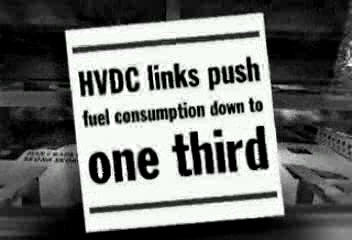 HVDC links push
fuel consumption down to
one third